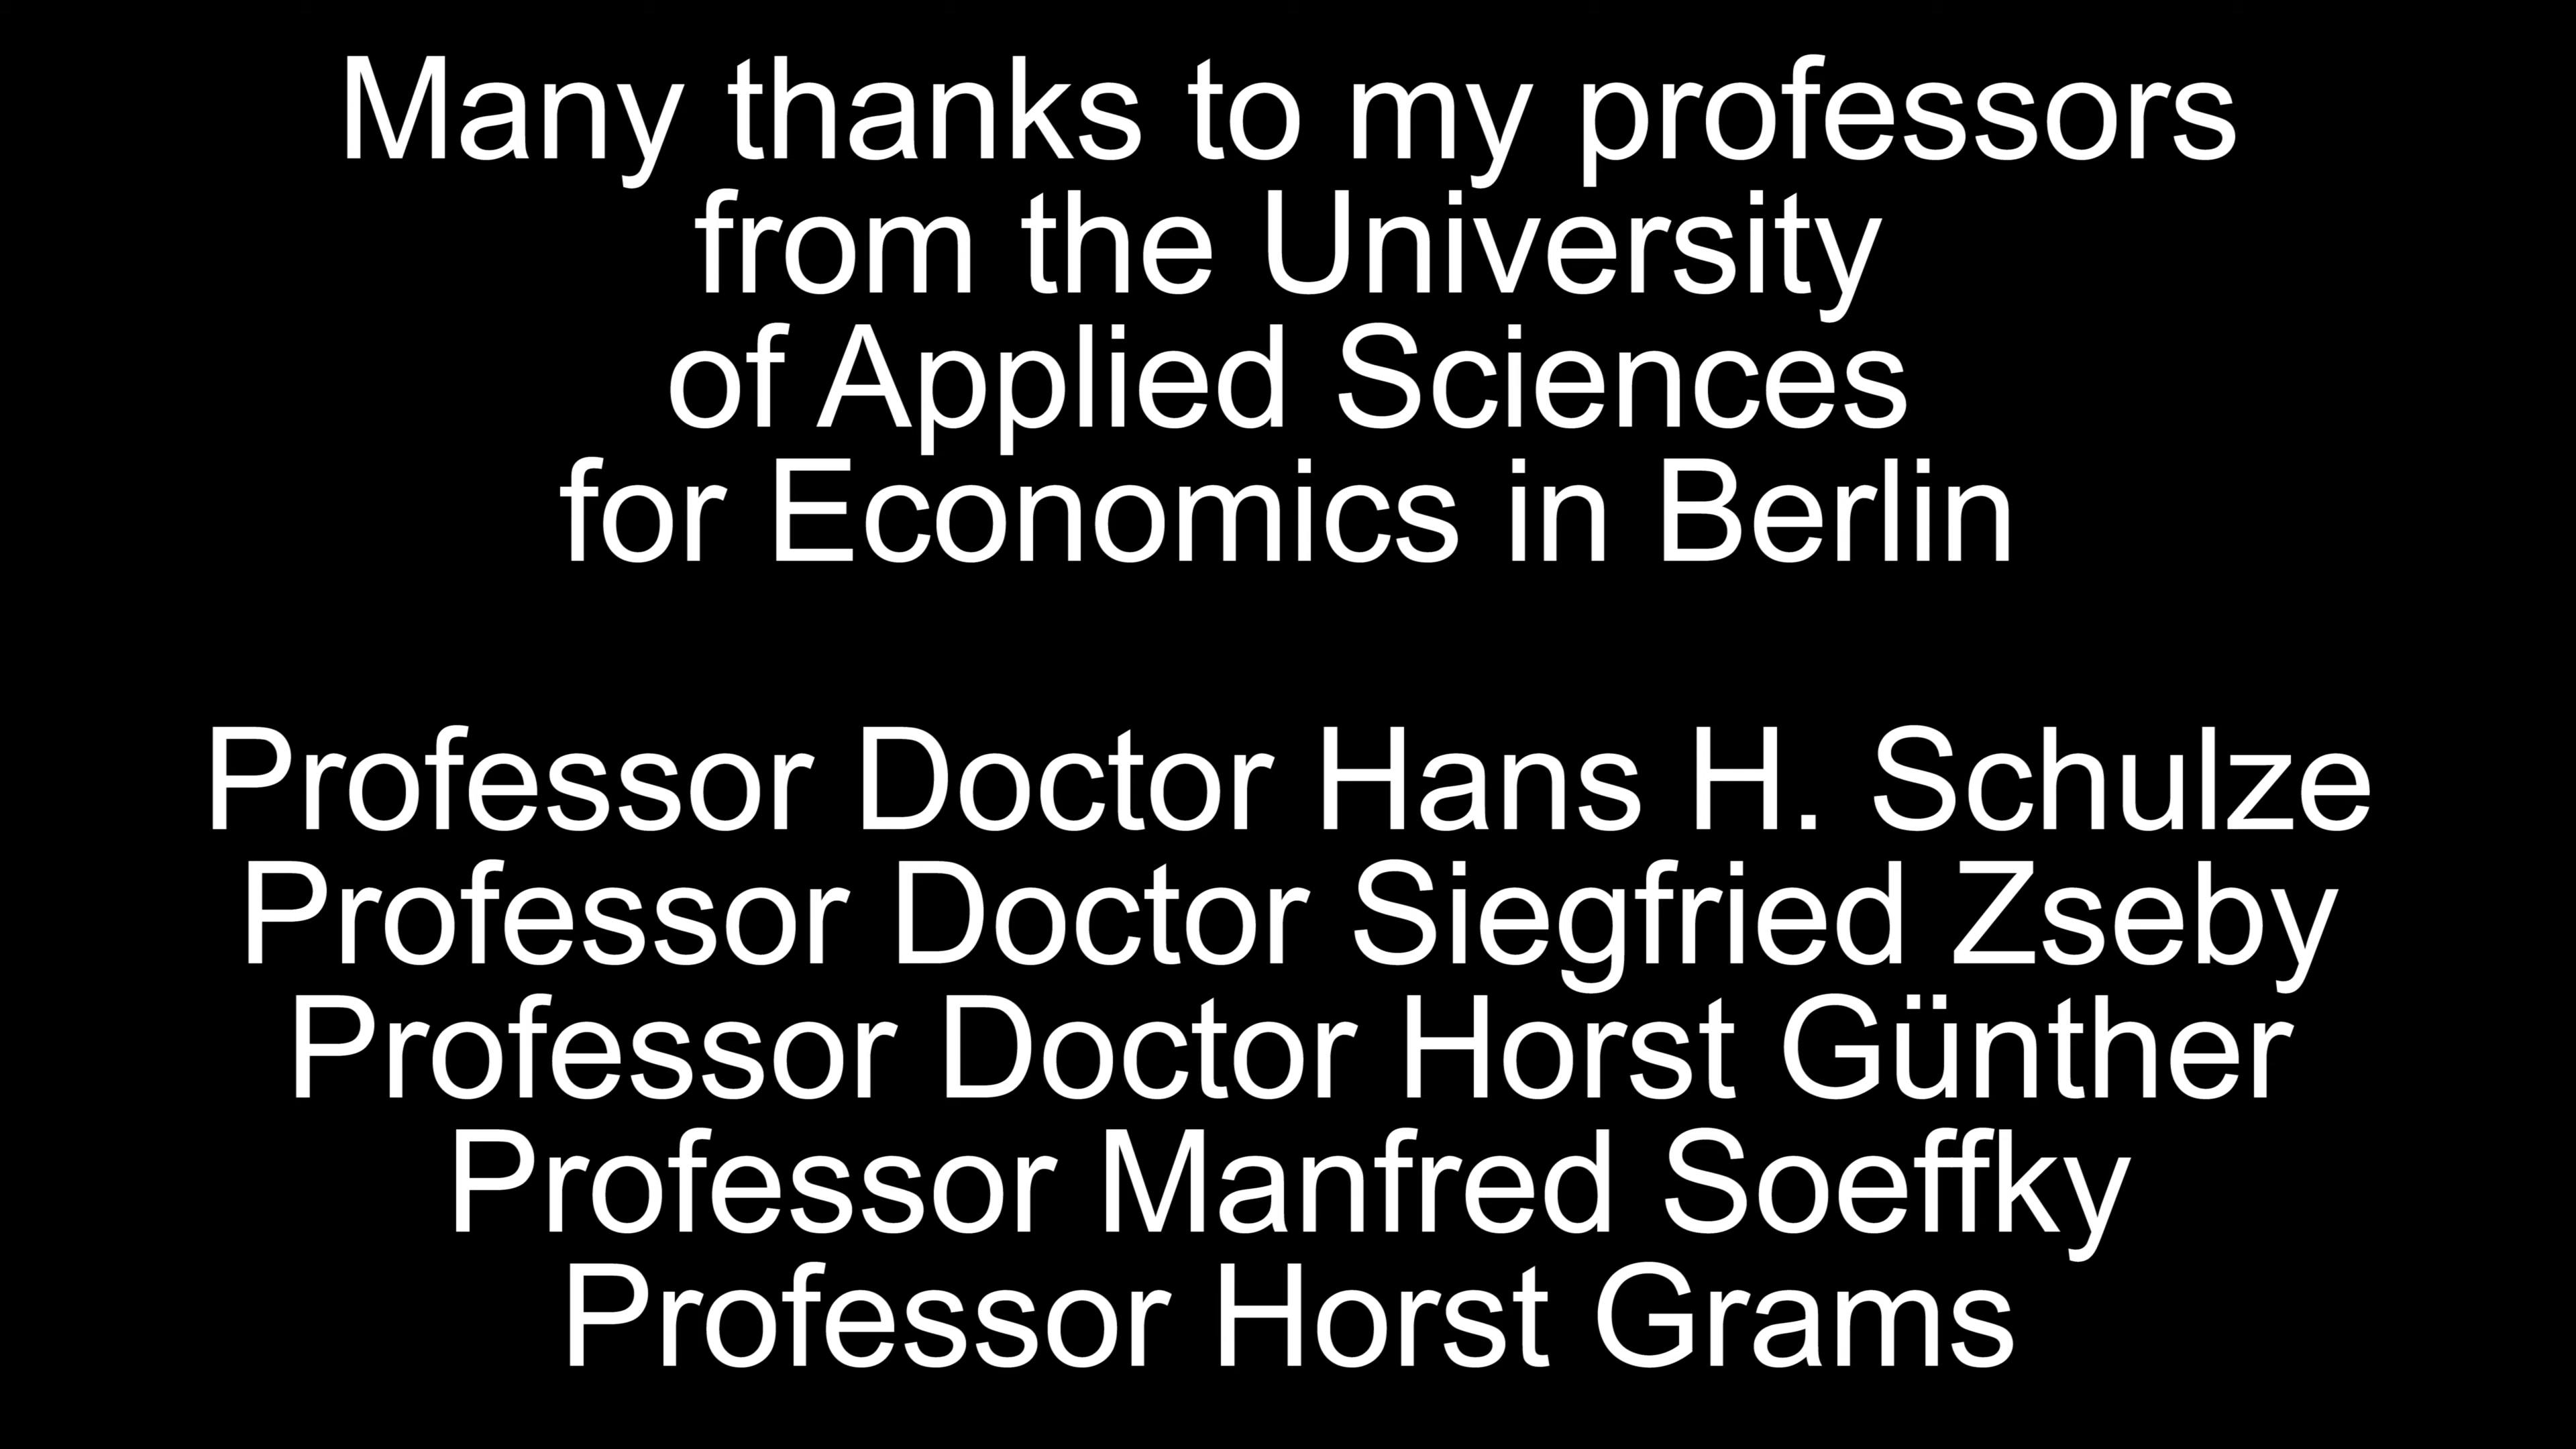 Many thanks to my professors
from the University
of Applied Sciences
for Economics in Berlin
Professor Doctor Hans H. Schulze
Professor Doctor Siegfried Zseby
Professor Doctor Horst Günther
Professor Manfred Soeffky
Professor Horst Grams